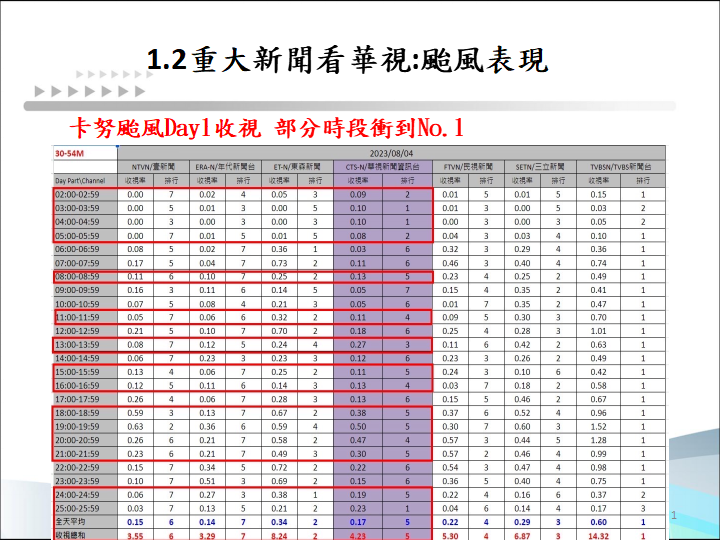 1.2重大新聞看華視:颱風表現
卡努颱風Day1收視 部分時段衝到No.1
30-54M 2023/08/04
NTVN/壹新聞 ERA-N/年代新聞台 ET-N/東森新聞 CTS-N/華視新聞資訊台 FTVN/民視新聞 SETN/三立新聞 TVBSN/TVBS新聞台
Day Part\Channel 收視率 排行 收視率 排行 收視率 排行 收視率 排行 收視率 排行 收視率 排行 收視率 排行
02:00-02:59 0.00 7 0.02 4 0.05 3 0.09 2 0.01 5 0.01 5 0.15 1
03:00-03:59 0.00 5 0.01 3 0.00 5 0.10 1 0.01 3 0.00 5 0.03 2
04:00-04:59 0.00 3 0.00 3 0.00 3 0.10 1 0.00 3 0.00 3 0.05 2
05:00-05:59 0.00 7 0.01 5 0.01 5 0.08 2 0.04 3 0.03 4 0.10 1
06:00-06:59 0.08 5 0.02 7 0.36 1 0.03 6 0.32 3 0.29 4 0.36 1
07:00-07:59 0.17 5 0.04 7 0.73 2 0.11 6 0.46 3 0.40 4 0.74 1
08:00-08:59 0.11 6 0.10 7 0.25 2 0.13 5 0.23 4 0.25 2 0.49 1
09:00-09:59 0.16 3 0.11 6 0.14 5 0.05 7 0.15 4 0.35 2 0.41 1
10:00-10:59 0.07 5 0.08 4 0.21 3 0.05 6 0.01 7 0.35 2 0.47 1
11:00-11:59 0.05 7 0.06 6 0.32 2 0.11 4 0.09 5 0.30 3 0.70 1
12:00-12:59 0.21 5 0.10 7 0.70 2 0.18 6 0.25 4 0.28 3 1.01 1
13:00-13:59 0.08 7 0.12 5 0.24 4 0.27 3 0.11 6 0.42 2 0.63 1
14:00-14:59 0.06 7 0.23 3 0.23 3 0.12 6 0.23 3 0.26 2 0.49 1
15:00-15:59 0.13 4 0.06 7 0.25 2 0.11 5 0.24 3 0.10 6 0.42 1
16:00-16:59 0.12 5 0.11 6 0.14 3 0.13 4 0.03 7 0.18 2 0.58 1
17:00-17:59 0.26 4 0.06 7 0.28 3 0.13 6 0.15 5 0.46 2 0.67 1
18:00-18:59 0.59 3 0.13 7 0.67 2 0.38 5 0.37 6 0.52 4 0.96 1
19:00-19:59 0.63 2 0.36 6 0.59 4 0.50 5 0.30 7 0.60 3 1.52 1
20:00-20:59 0.26 6 0.21 7 0.58 2 0.47 4 0.57 3 0.44 5 1.28 1
21:00-21:59 0.23 6 0.21 7 0.49 3 0.30 5 0.57 2 0.46 4 0.99 1
22:00-22:59 0.15 7 0.34 5 0.72 2 0.22 6 0.54 3 0.47 4 0.98 1
23:00-23:59 0.10 7 0.51 3 0.69 2 0.15 6 0.36 5 0.40 4 0.75 1
24:00-24:59 0.06 7 0.27 3 0.38 1 0.19 5 0.22 4 0.16 6 0.37 2
25:00-25:59 0.03 7 0.13 5 0.21 2 0.23 1 0.04 6 0.14 4 0.17 3
全天平均 0.15 6 0.14 7 0.34 2 0.17 5 0.22 4 0.29 3 0.60 1
收視總和 3.55 6 3.29 7 8.24 2 4.23 5 5.30 4 6.87 3 14.32 1
1